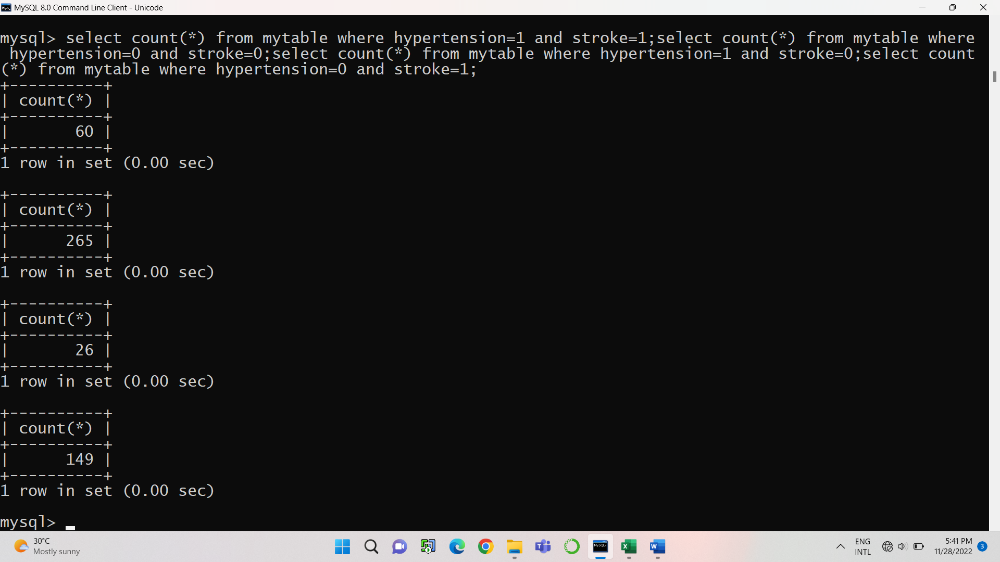 MySQL 8.0 Command Line Client - Unicode
mysql> select count(*) from mytable where hypertension=1 and stroke=1;select count(*) from mytable where
 hypertension=0 and stroke=0;select count(*) from mytable where hypertension=1 and stroke=0;select count
(*) from mytable where hypertension=0 and stroke=1;
+----------+
| count(*) |
+----------+
|       60 |
+----------+
1 row in set (0.00 sec)
+----------+
| count(*) |
+----------+
|      265 |
+----------+
1 row in set (0.00 sec)
+----------+
| count(*) |
+----------+
|       26 |
+----------+
1 row in set (0.00 sec)
+----------+
| count(*) |
+----------+
|      149 |
+----------+
1 row in set (0.00 sec)
mysql>
30°C
Mostly sunny
ENG
INTL
5:41 PM
11/28/2022
3